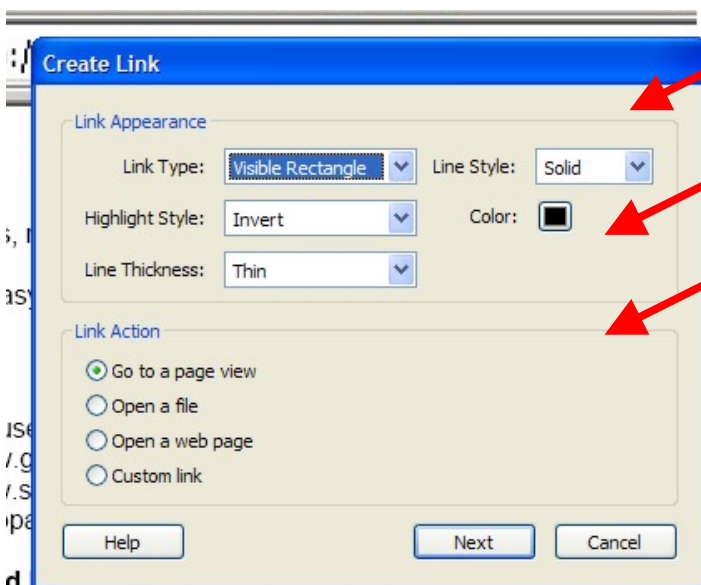 :/
Create Link
Link Appearance
Link Type: Visible Rectangle Line Style: Solid
Highlight Style: Invert Color:
Line Thickness: Thin
Link Action
Go to a page view
Open a file
Open a web page
Custom link
Help Next Cancel